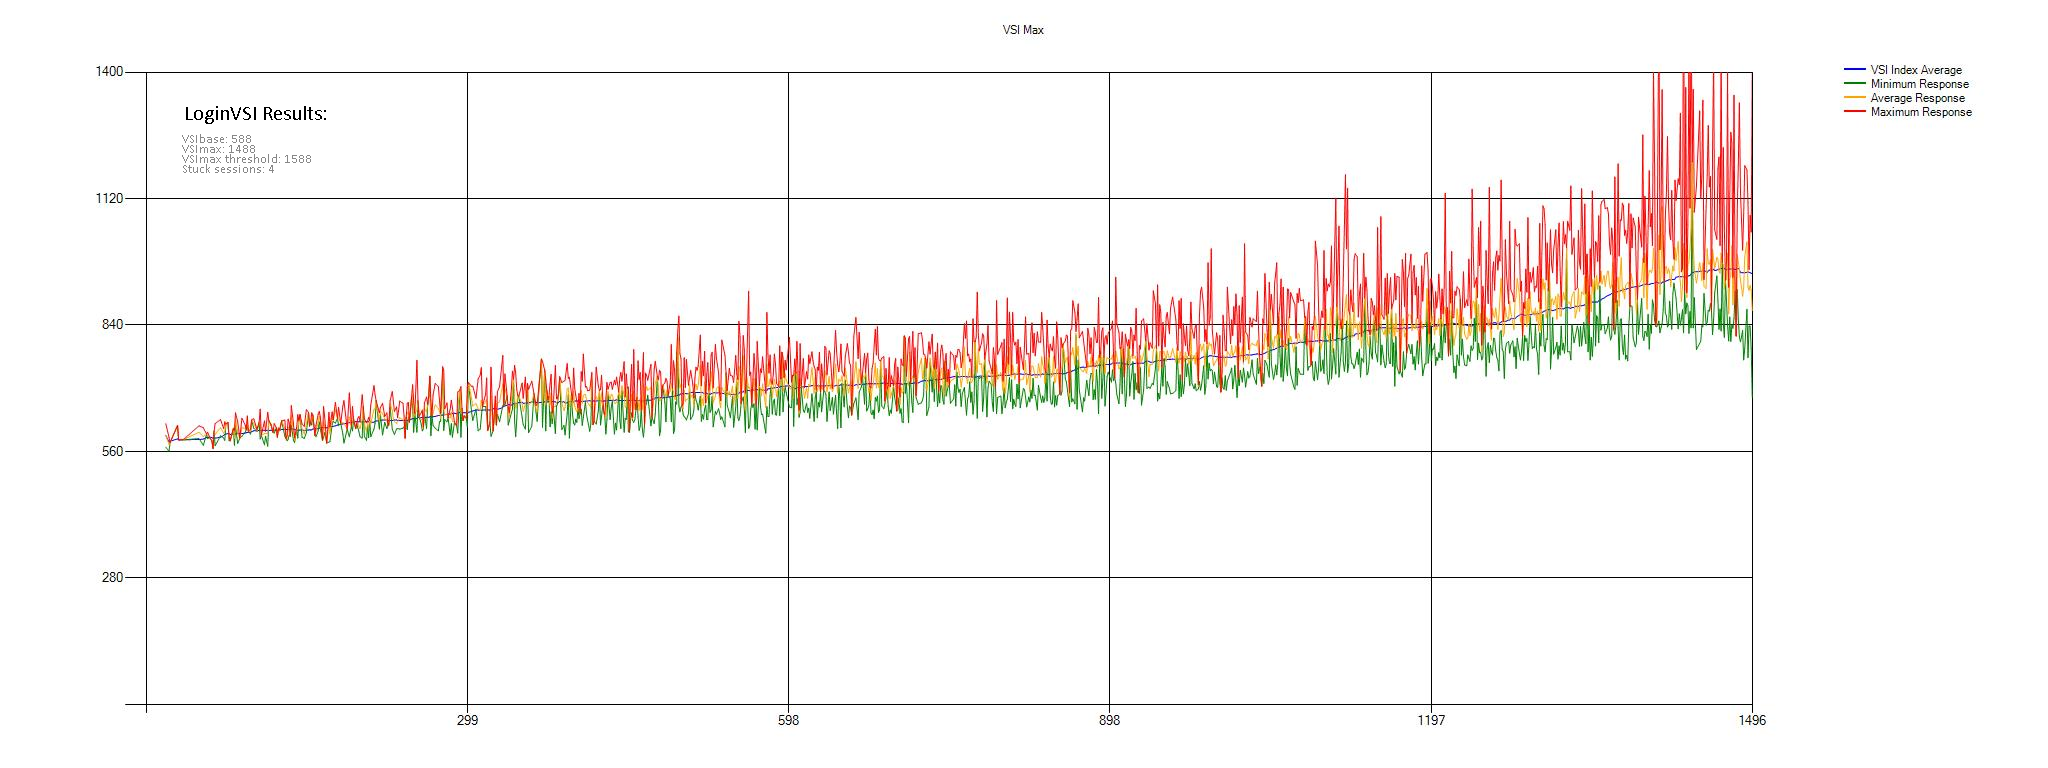 VSI Max
1400
1120
840
560
280
LoginVSI Results:
VSIbase: 588
VSImax: 1488
VSImax threshold: 1588
Stuck sessions: 4
VSI Index Average
Minimum Response
Average Response
Maximum Response
299
598
898
1197
1496